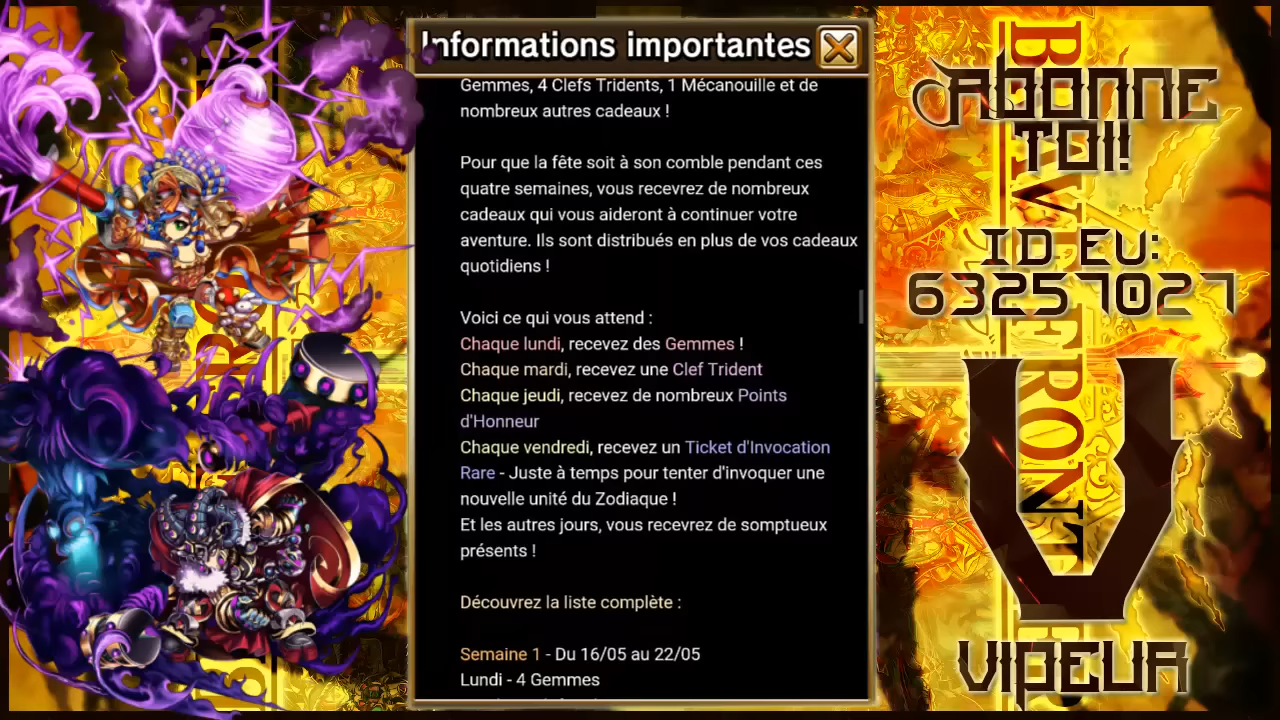 Informations importantes
Gemmes, 4 Clefs Tridents, 1 Mécanouille et de
nombreux autres cadeaux !
Pour que la fête soit à son comble pendant ces
quatre semaines, vous recevrez de nombreux
cadeaux qui vous aideront à continuer votre
aventure. Ils sont distribués en plus de vos cadeaux
quotidiens !
Voici ce qui vous attend :
Chaque lundi, recevez des Gemmes !
Chaque mardi, recevez une Clef Trident
Chaque jeudi, recevez de nombreux Points
d'Honneur
Chaque vendredi, recevez un Ticket d'Invocation
Rare - Juste à temps pour tenter d'invoquer une
nouvelle unité du Zodiaque !
Et les autres jours, vous recevrez de somptueux
présents !
Découvrez la liste complète :
Semaine 1 - Du 16/05 au 22/05
Lundi - 4 Gemmes
ABONNE
TOI!
ID EU:
63257027
V
VIPEUR